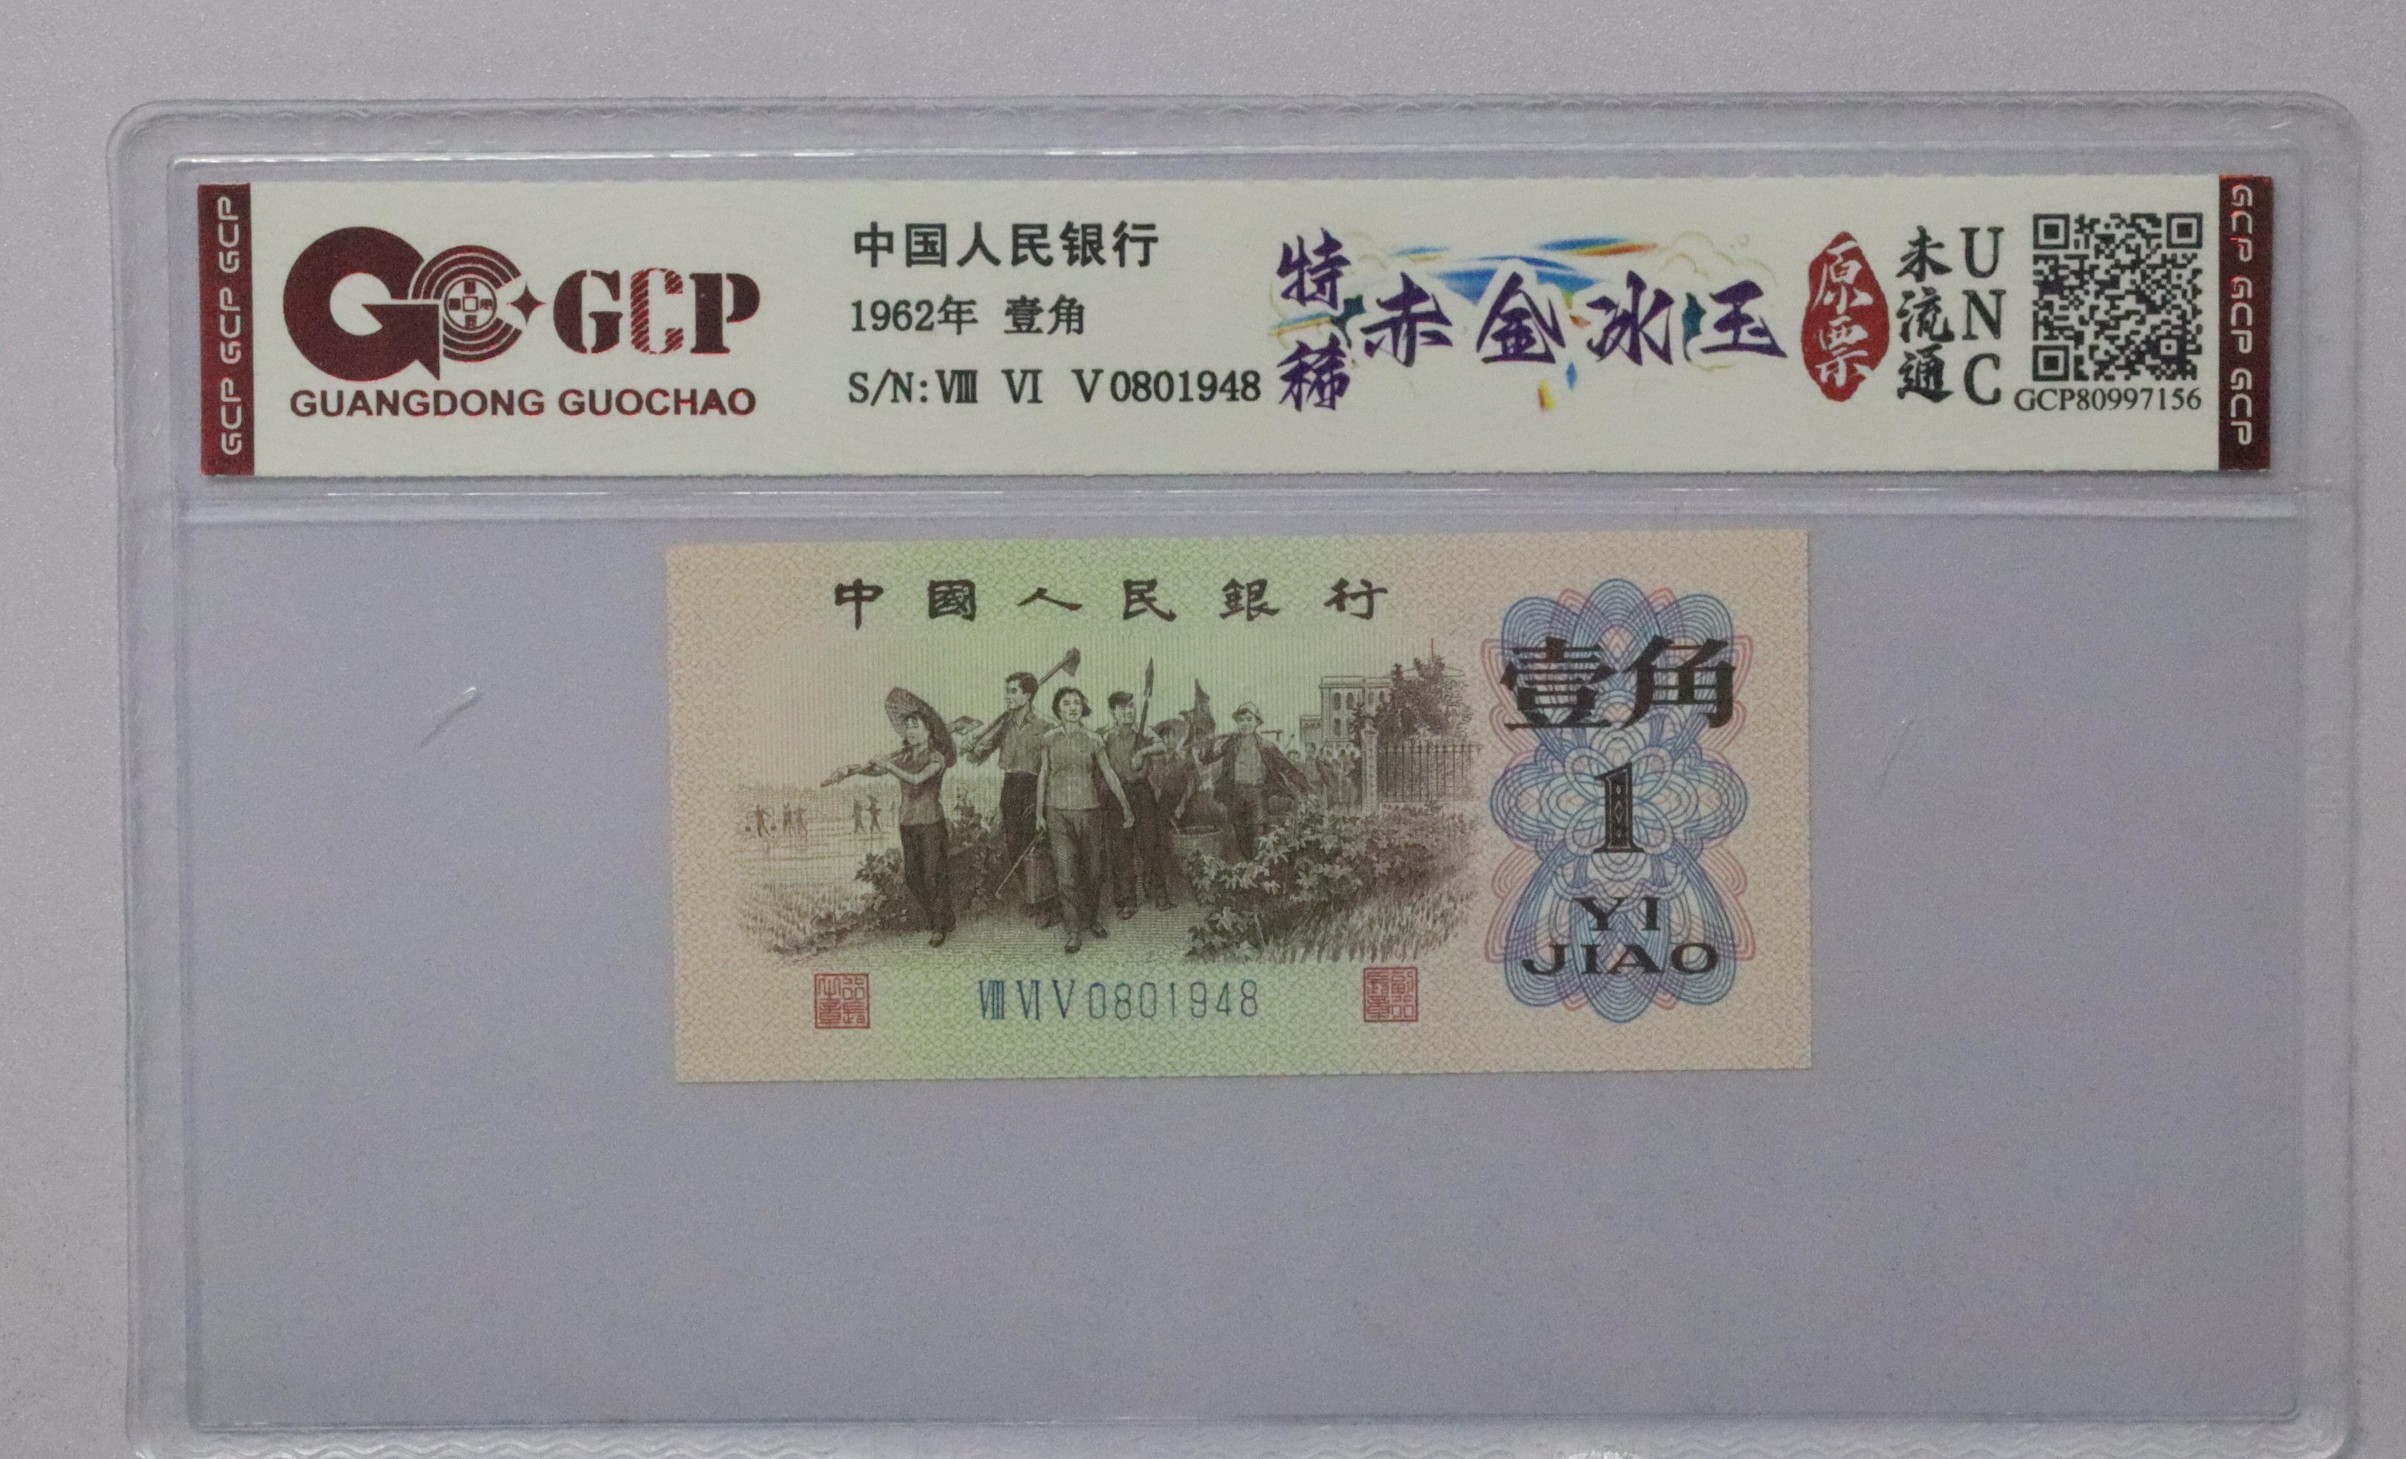 GCP GCP GCP
GCP
GUANGDONG GUOCHAO
中国人民银行
1962年 壹角
S/N: Ⅷ Ⅵ Ⅴ 0801948
特稀
赤金冰玉
原票
未流通
UNC
GCP80997156
GCP GCP GCP
中國人民銀行
壹角
1
YI
JIAO
ⅧⅥⅤ0801948